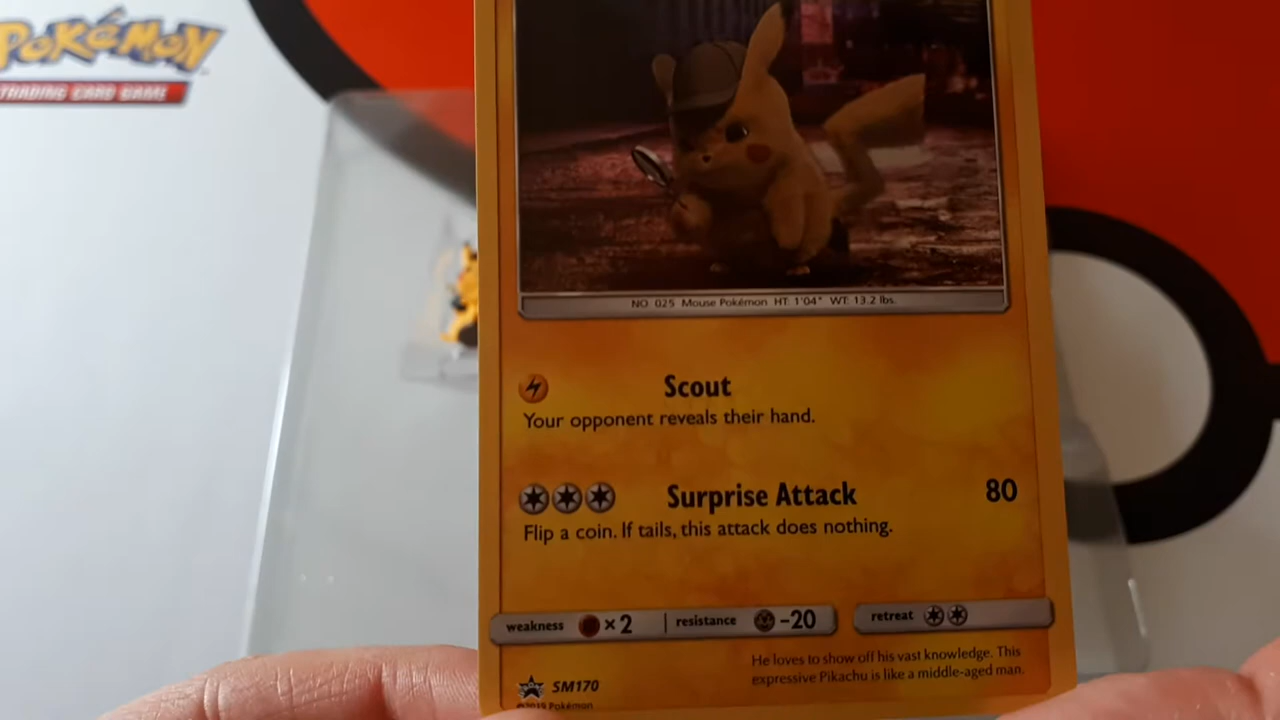 POKéMON
TRADING CARD GAME
NO. 025 Mouse Pokémon HT: 1'04" WT: 13.2 lbs.
Scout
Your opponent reveals their hand.
Surprise Attack 80
Flip a coin. If tails, this attack does nothing.
weakness ×2 resistance -20 retreat
He loves to show off his vast knowledge. This
expressive Pikachu is like a middle-aged man.
SM170
©2019 Pokémon